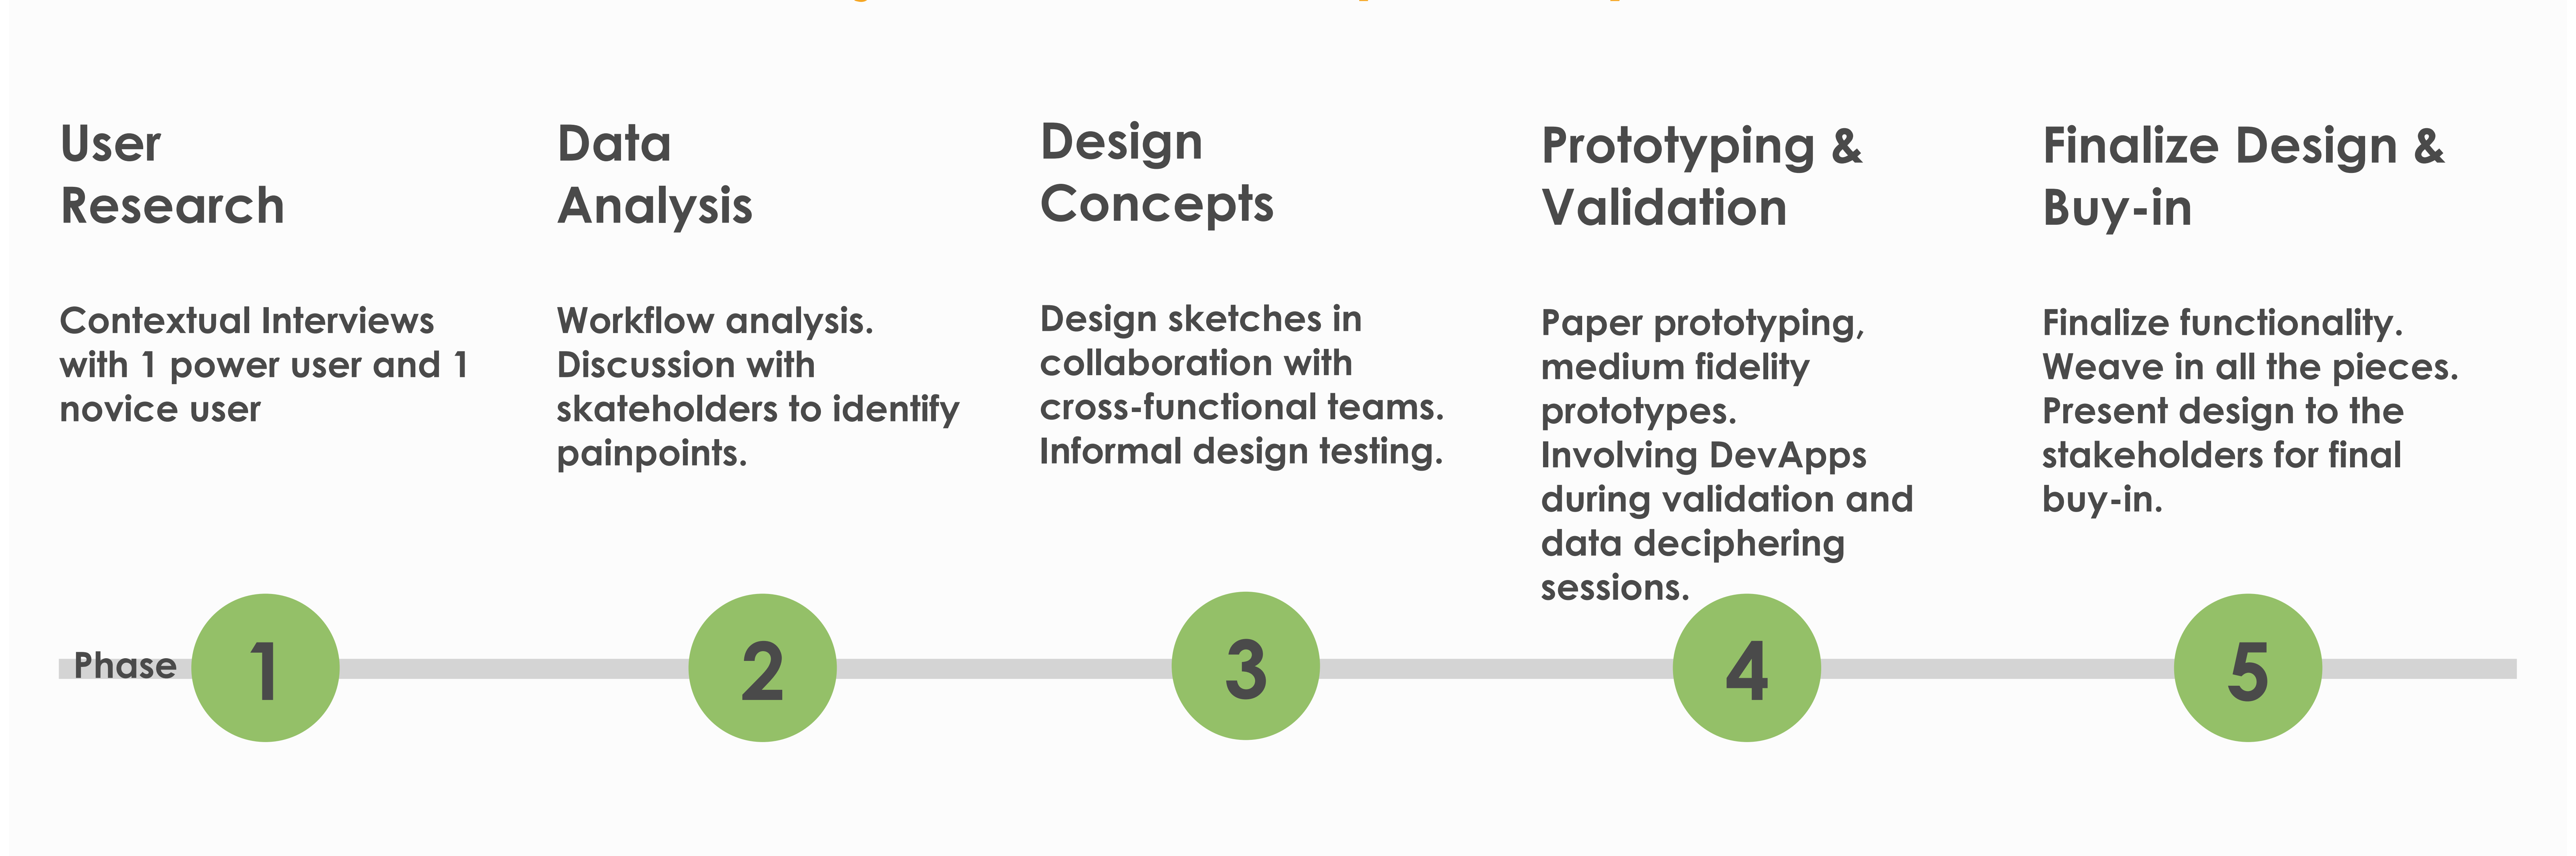 User
Research
Contextual Interviews
with 1 power user and 1
novice user
Data
Analysis
Workflow analysis.
Discussion with
skateholders to identify
painpoints.
Design
Concepts
Design sketches in
collaboration with
cross-functional teams.
Informal design testing.
Prototyping &
Validation
Paper prototyping,
medium fidelity
prototypes.
Involving DevApps
during validation and
data deciphering
sessions.
Finalize Design &
Buy-in
Finalize functionality.
Weave in all the pieces.
Present design to the
stakeholders for final
buy-in.
Phase 1 2 3 4 5